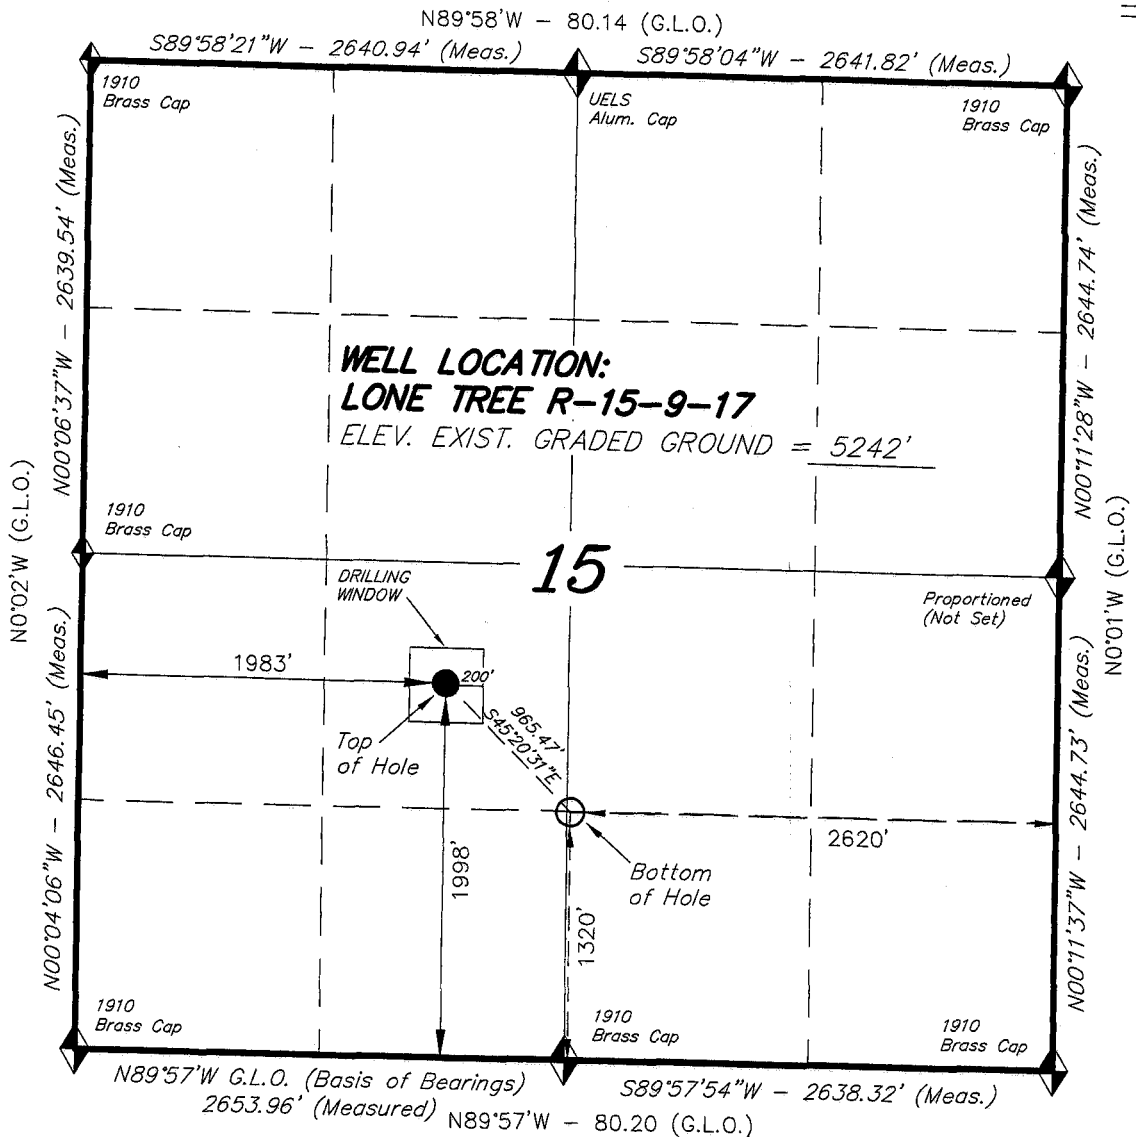 N89°58'W - 80.14 (G.L.O.)
S89°58'21"W - 2640.94' (Meas.)
S89°58'04"W - 2641.82' (Meas.)
1910
Brass Cap
UELS
Alum. Cap
1910
Brass Cap
N00°06'37"W - 2639.54' (Meas.)
N00°11'28"W - 2644.74' (Meas.)
WELL LOCATION:
LONE TREE R-15-9-17
ELEV. EXIST. GRADED GROUND = 5242'
N0°02'W (G.L.O.)
N0°01'W (G.L.O.)
1910
Brass Cap
15
DRILLING
WINDOW
Proportioned
(Not Set)
1983'
200'
965.47'
S45°20'31"E
Top
of Hole
N00°04'06"W - 2646.45' (Meas.)
N00°11'37"W - 2644.73' (Meas.)
2620'
1998'
Bottom
of Hole
1320'
1910
Brass Cap
1910
Brass Cap
1910
Brass Cap
N89°57'W G.L.O. (Basis of Bearings)
2653.96' (Measured)
S89°57'54"W - 2638.32' (Meas.)
N89°57'W - 80.20 (G.L.O.)